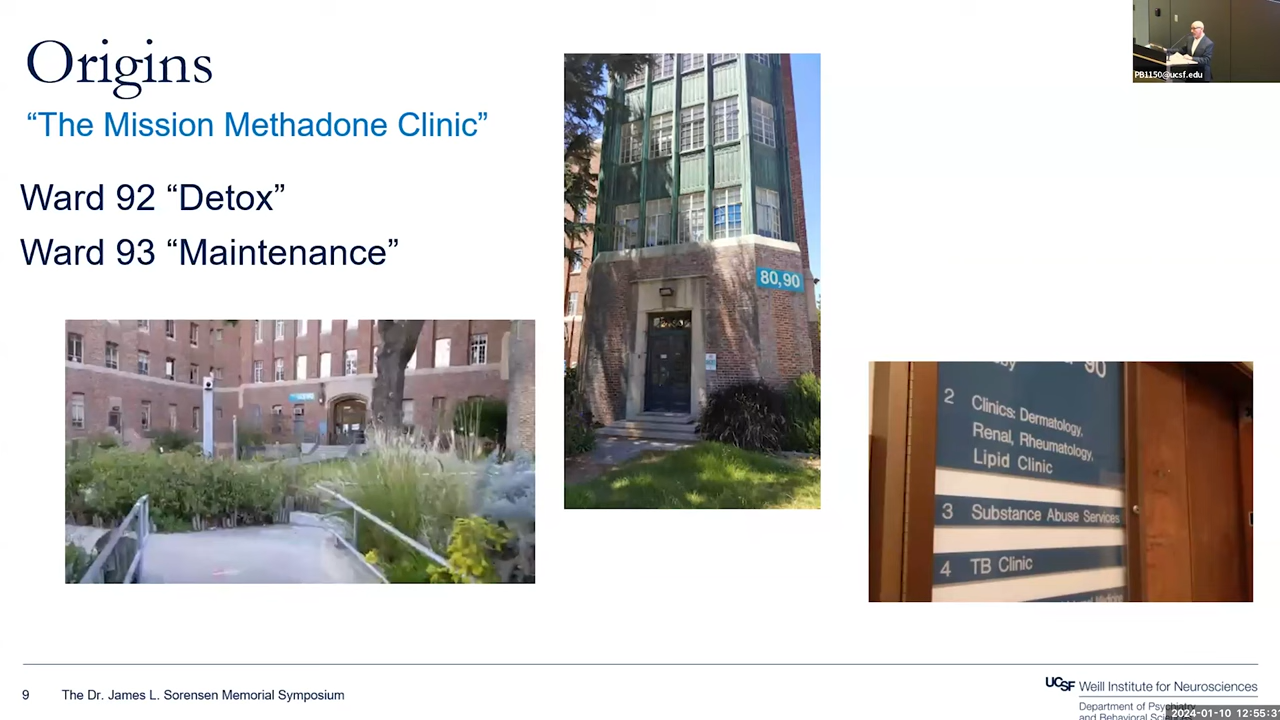 Origins
“The Mission Methadone Clinic”
Ward 92 “Detox”
Ward 93 “Maintenance”
80,90
90
2 Clinics: Dermatology,
Renal, Rheumatology,
Lipid Clinic
3 Substance Abuse Services
4 TB Clinic
PB1150@ucsf.edu
9 The Dr. James L. Sorensen Memorial Symposium
UCSF Weill Institute for Neurosciences
Department of Psychiatry
and Behavioral
2024-01-10 12:55:31